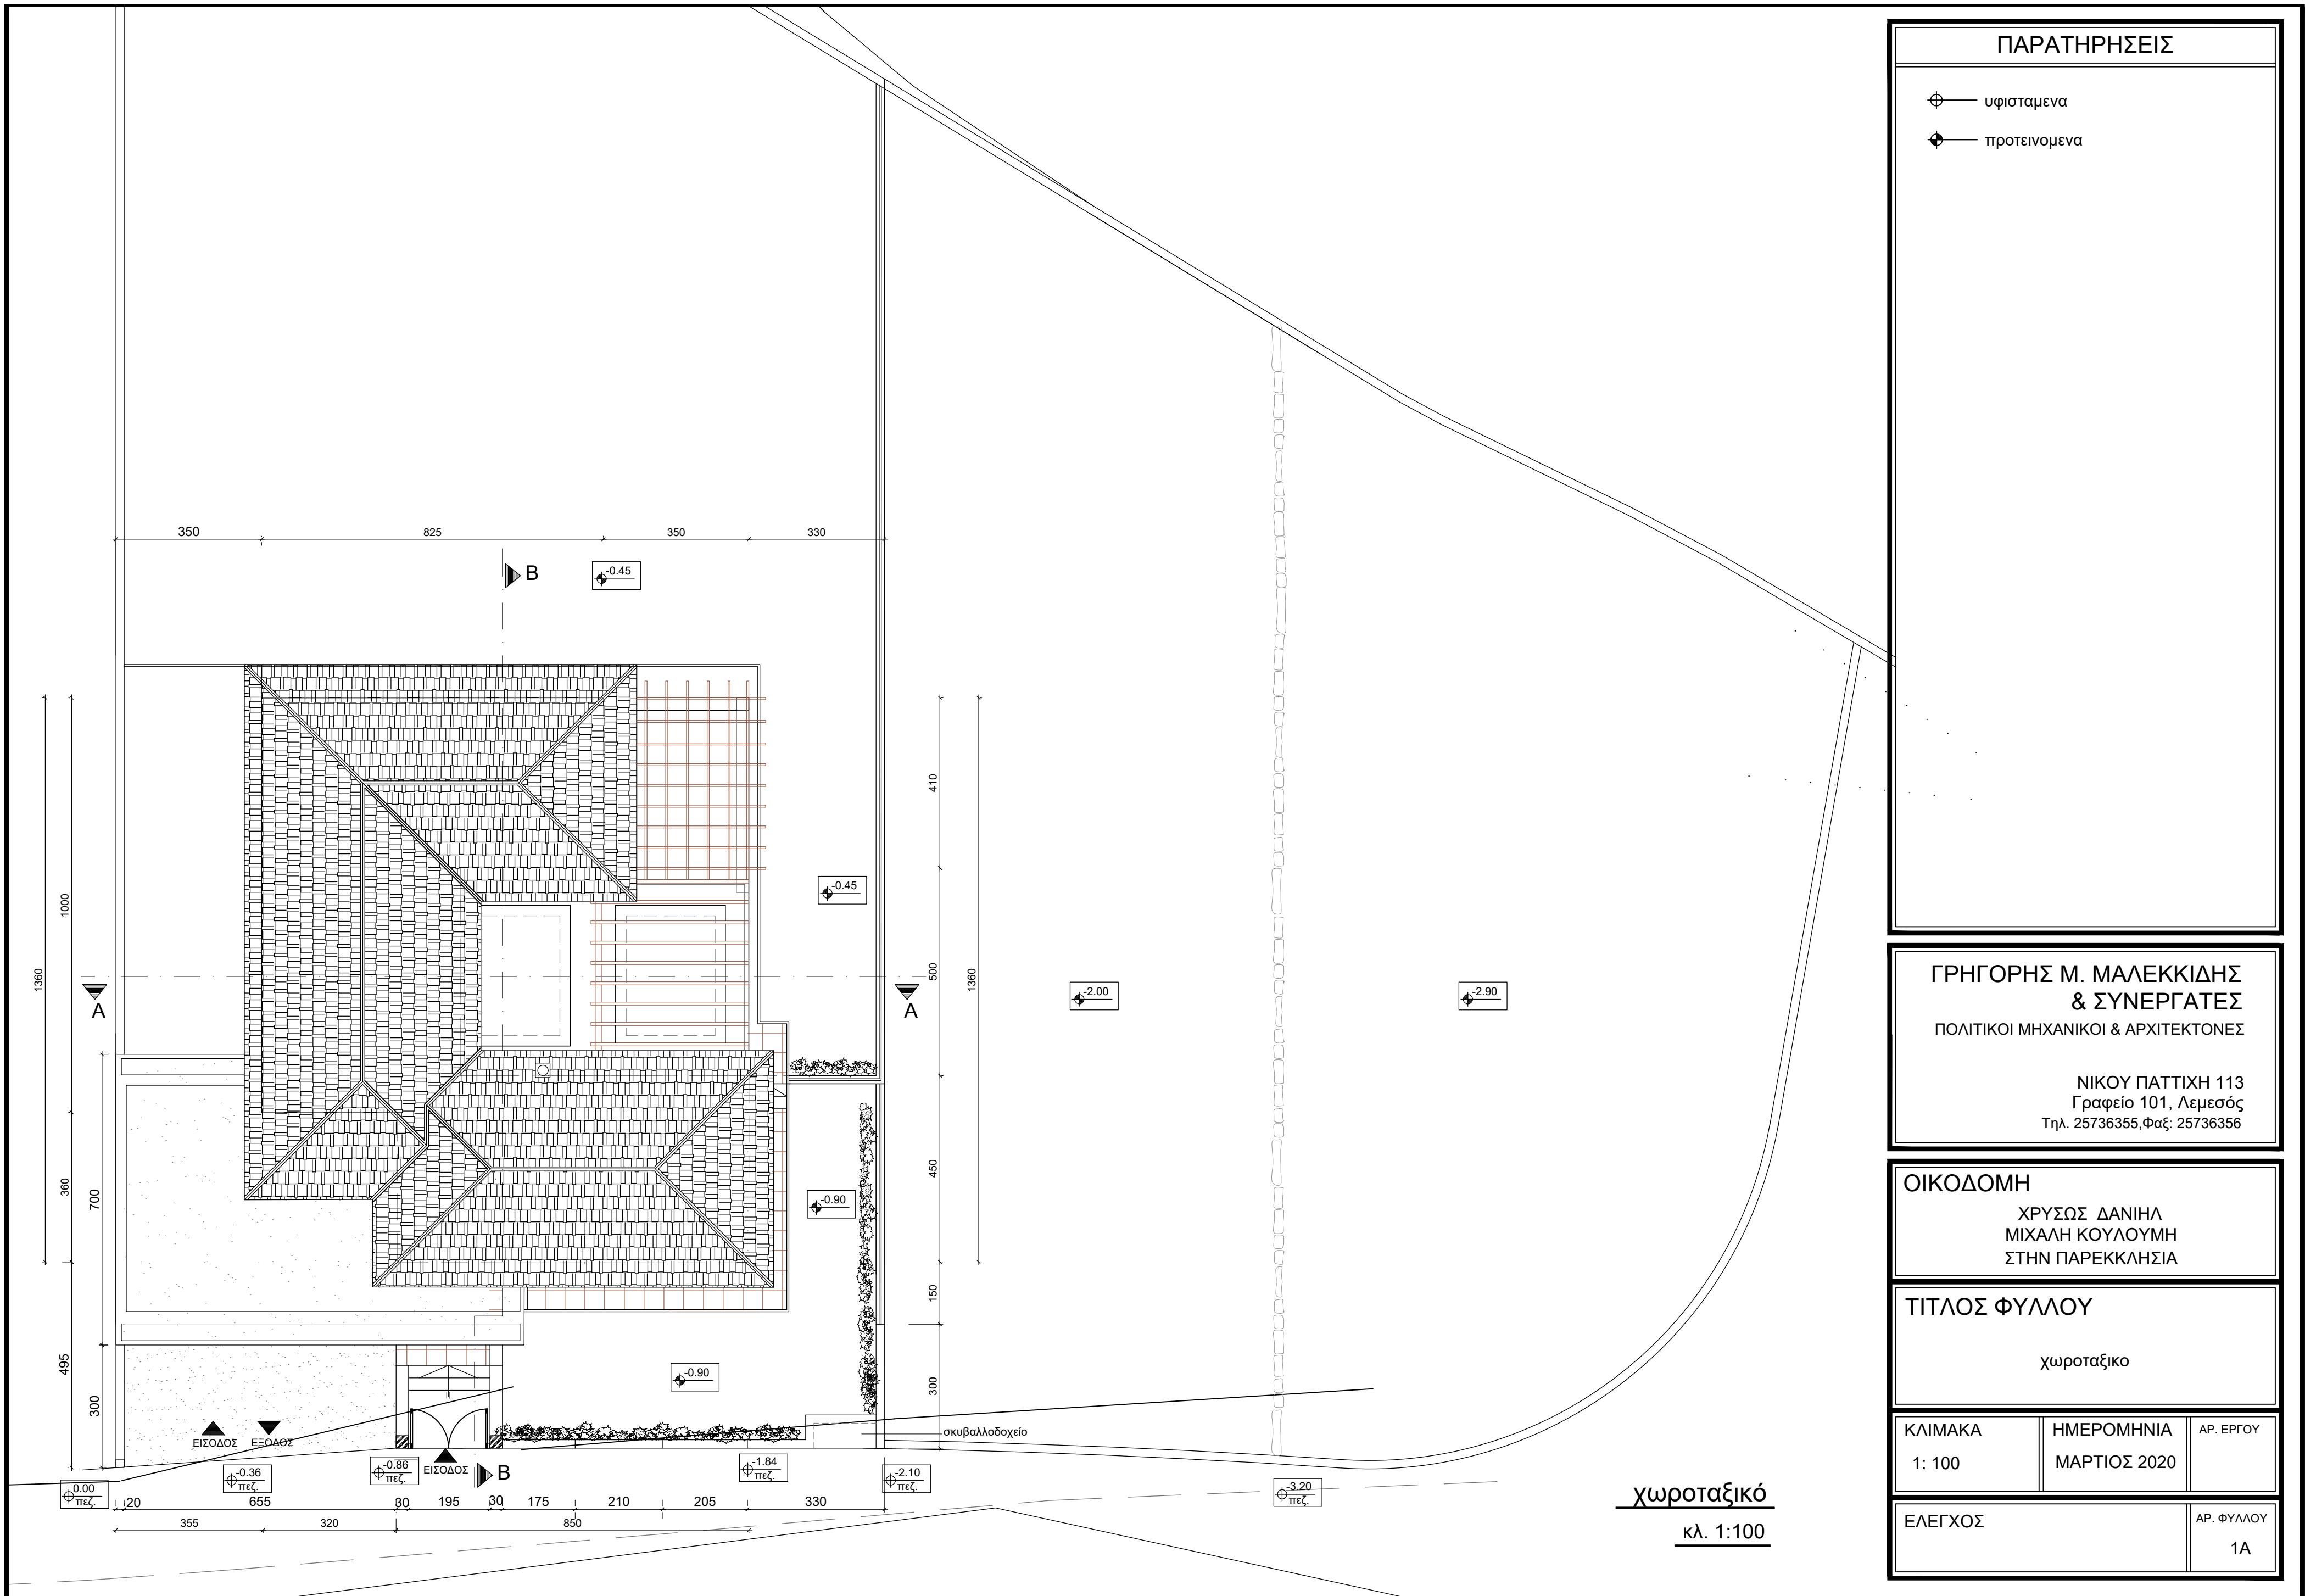 350
825
350
330
B
-0.45
1360
1000
410
-0.45
500
1360
A
A
-2.00
-2.90
360
700
450
-0.90
150
495
300
-0.90
300
ΕΙΣΟΔΟΣ
ΕΞΟΔΟΣ
σκυβαλλοδοχείο
0.00
πεζ.
-0.36
πεζ.
-0.86
πεζ.
ΕΙΣΟΔΟΣ
B
-1.84
πεζ.
-2.10
πεζ.
-3.20
πεζ.
20
655
30
195
30
175
210
205
330
355
320
850
χωροταξικό
κλ. 1:100
ΠΑΡΑΤΗΡΗΣΕΙΣ
υφισταμενα
προτεινομενα
ΓΡΗΓΟΡΗΣ Μ. ΜΑΛΕΚΚΙΔΗΣ
& ΣΥΝΕΡΓΑΤΕΣ
ΠΟΛΙΤΙΚΟΙ ΜΗΧΑΝΙΚΟΙ & ΑΡΧΙΤΕΚΤΟΝΕΣ
ΝΙΚΟΥ ΠΑΤΤΙΧΗ 113
Γραφείο 101, Λεμεσός
Τηλ. 25736355,Φαξ: 25736356
ΟΙΚΟΔΟΜΗ
ΧΡΥΣΩΣ ΔΑΝΙΗΛ
ΜΙΧΑΛΗ ΚΟΥΛΟΥΜΗ
ΣΤΗΝ ΠΑΡΕΚΚΛΗΣΙΑ
ΤΙΤΛΟΣ ΦΥΛΛΟΥ
χωροταξικο
ΚΛΙΜΑΚΑ
1: 100
ΗΜΕΡΟΜΗΝΙΑ
ΜΑΡΤΙΟΣ 2020
ΑΡ. ΕΡΓΟΥ
ΕΛΕΓΧΟΣ
ΑΡ. ΦΥΛΛΟΥ
1Α